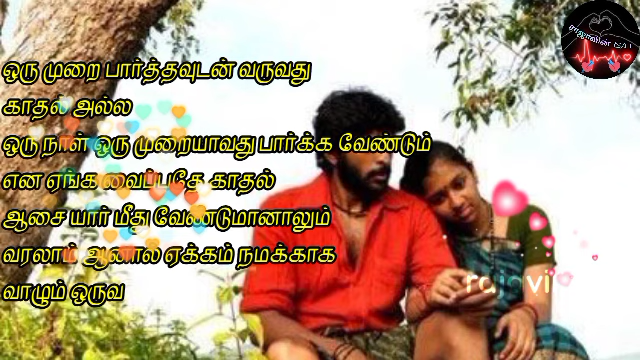 ஒரு முறை பார்த்தவுடன் வருவது
காதல் அல்ல
ஒரு நாள் ஒரு முறையாவது பார்க்க வேண்டும்
என ஏங்க வைப்பதே காதல்
ஆசை யார் மீது வேண்டுமானாலும்
வரலாம் ஆனால் ஏக்கம் நமக்காக
வாழும் ஒருவ